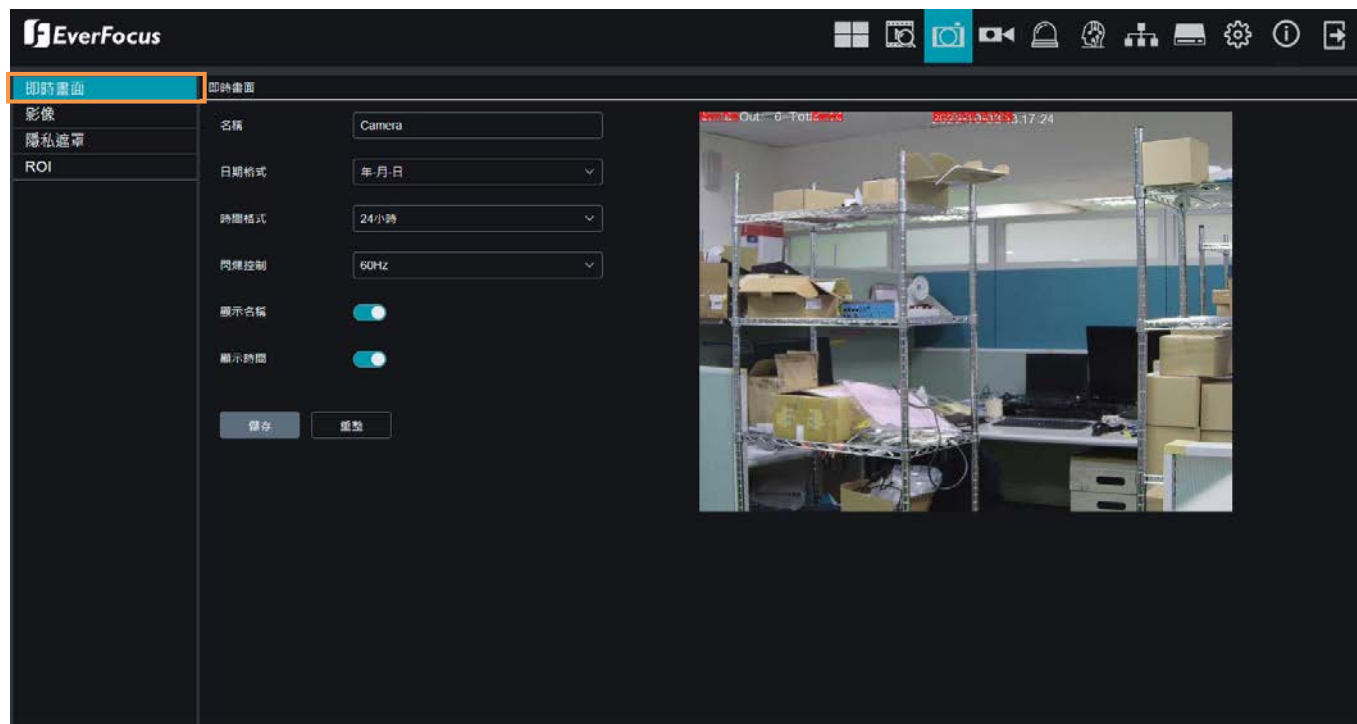 EverFocus
即時畫面
影像
隱私遮罩
ROI
即時畫面
名稱
Camera
日期格式
年-月-日
時間格式
24小時
閃爍控制
60Hz
顯示名稱
顯示時間
儲存
重整
Out